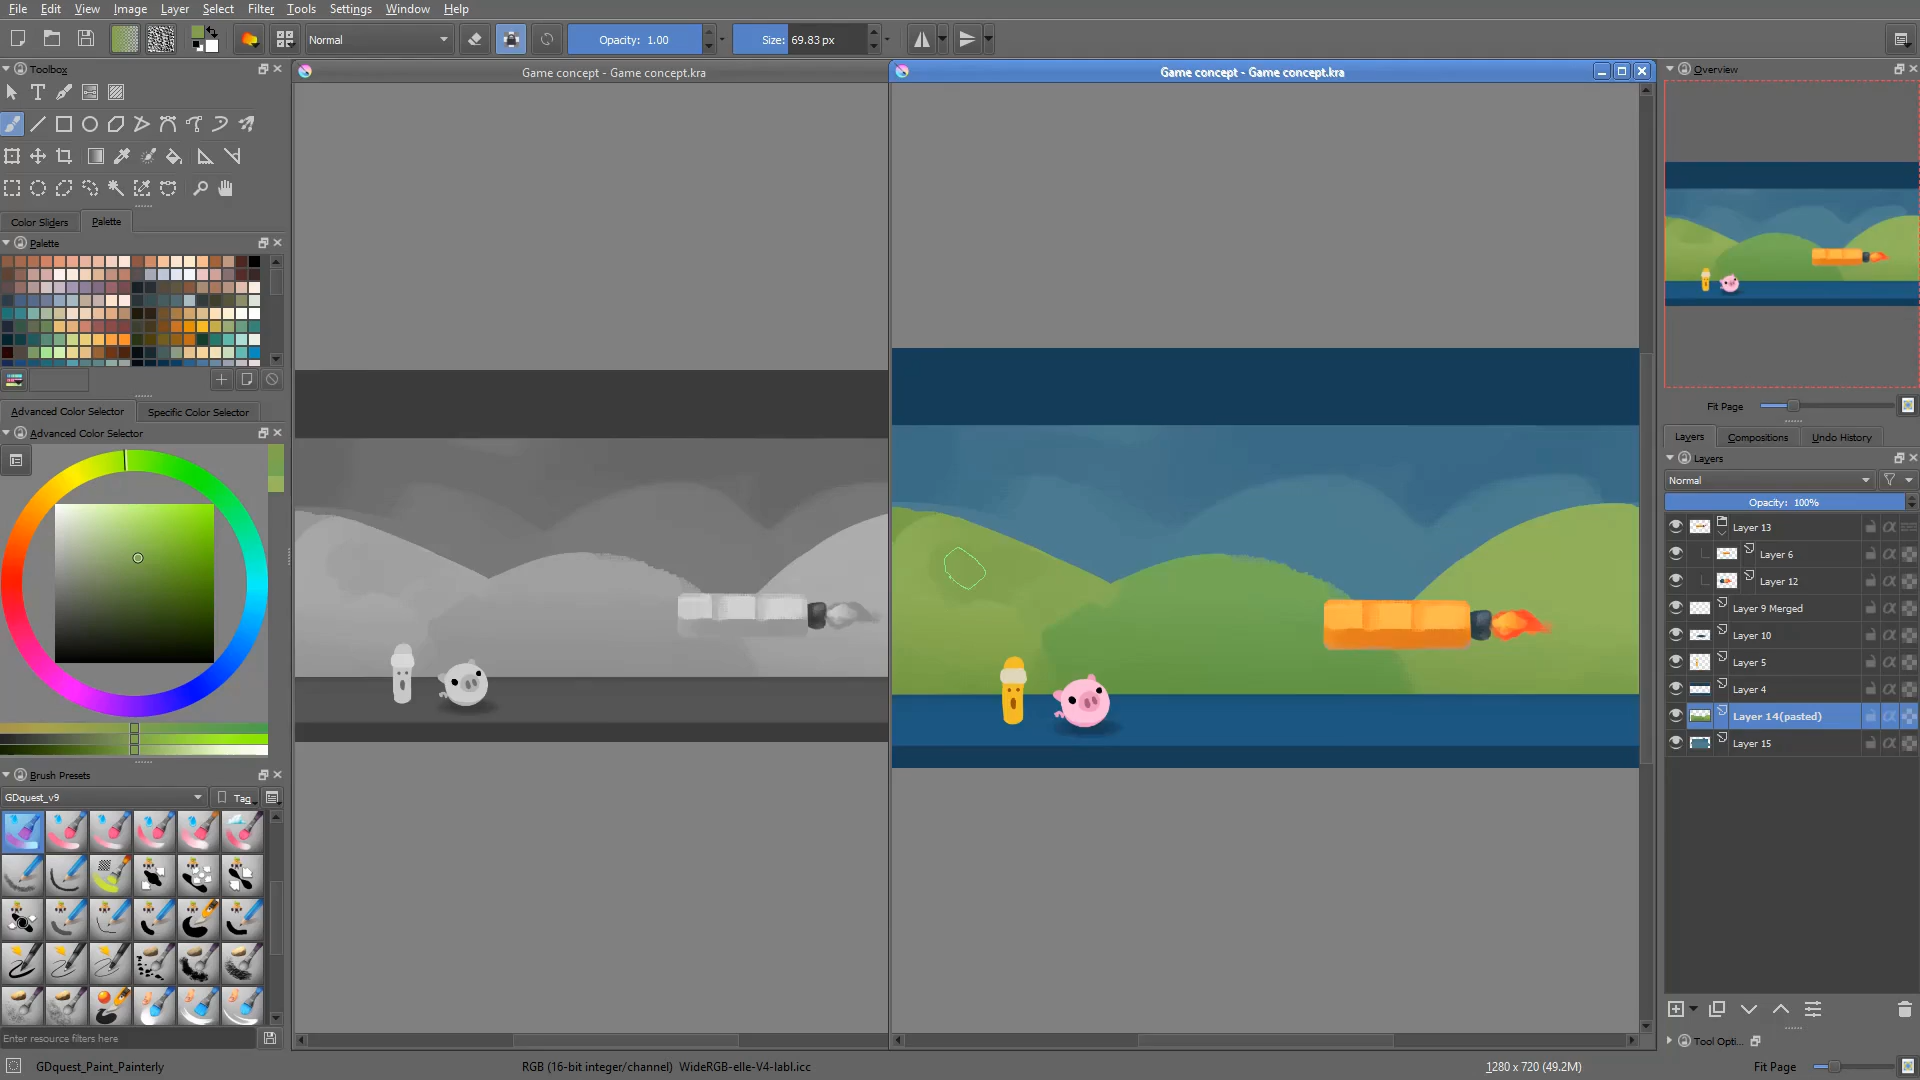 File Edit View Image Layer Select Filter Tools Settings Window Help
Normal Opacity: 1.00 Size: 69.83 px
Toolbox
Game concept - Game concept.kra
Game concept - Game concept.kra
Overview
Color Sliders Palette
Palette
Advanced Color Selector Specific Color Selector
Advanced Color Selector
Fit Page
Layers Compositions Undo History
Layers
Normal
Opacity: 100%
Layer 13
Layer 6
Layer 12
Layer 9 Merged
Layer 10
Layer 5
Layer 4
Layer 14(pasted)
Layer 15
Brush Presets
GDquest_v9 Tag
Enter resource filters here
Tool Opti...
GDquest_Paint_Painterly RGB (16-bit integer/channel) WideRGB-elle-V4-labl.icc 1280 x 720 (49.2M) Fit Page